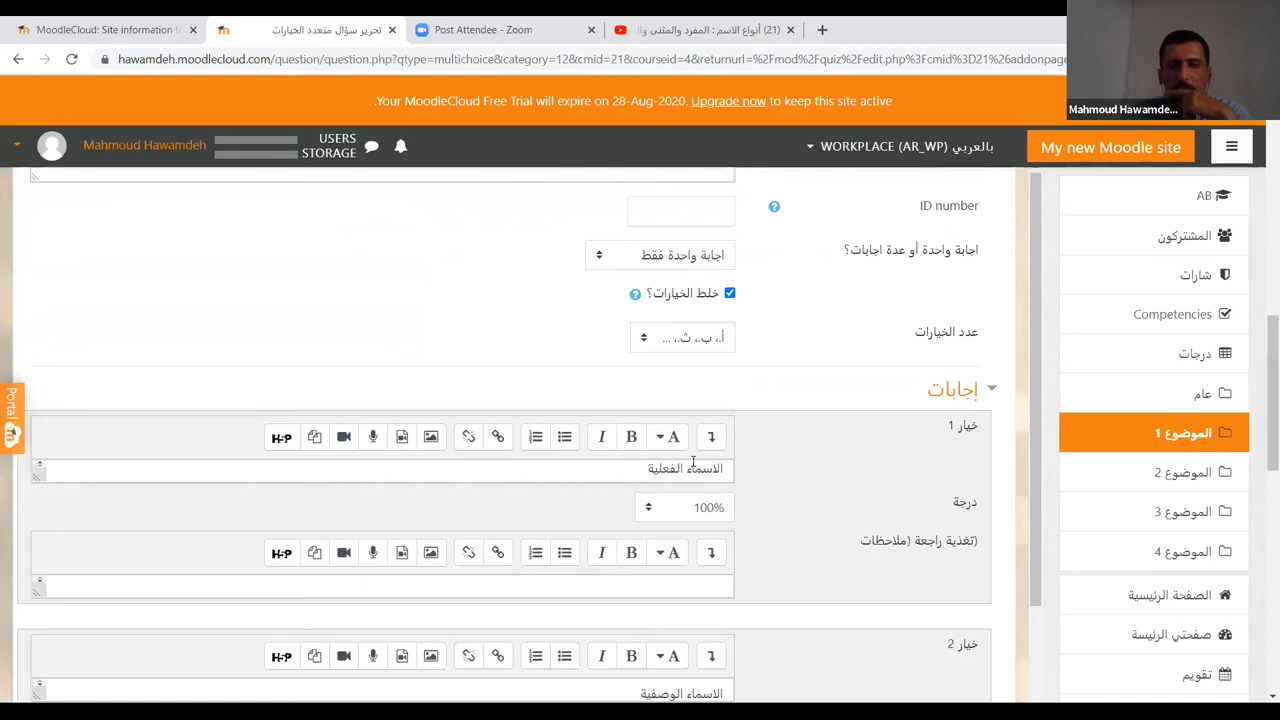 MoodleCloud: Site information f
تحرير سؤال متعدد الخيارات
Post Attendee - Zoom
(21) أنواع الاسم : المفرد والمثنى وال
hawamdeh.moodlecloud.com/question/question.php?qtype=multichoice&category=12&cmid=21&courseid=4&returnurl=%2Fmod%2Fquiz%2Fedit.php%3Fcmid%3D21%26addonpage
.Your MoodleCloud Free Trial will expire on 28-Aug-2020. Upgrade now to keep this site active
Mahmoud Hawamde...
Mahmoud Hawamdeh
USERS
STORAGE
WORKPLACE (AR_WP) بالعربي
My new Moodle site
ID number
اجابة واحدة أو عدة اجابات؟
اجابة واحدة فقط
خلط الخيارات؟
عدد الخيارات
أ.، ب.، ث.، ...
إجابات
خيار 1
H-P
I B A
الاسماء الفعلية
درجة
100%
(تغذية راجعة (ملاحظات
H-P
I B A
خيار 2
H-P
I B A
الاسماء الوصفية
AB
المشتركون
شارات
Competencies
درجات
عام
الموضوع 1
الموضوع 2
الموضوع 3
الموضوع 4
الصفحة الرئيسية
صفحتي الرئيسة
تقويم
Portal